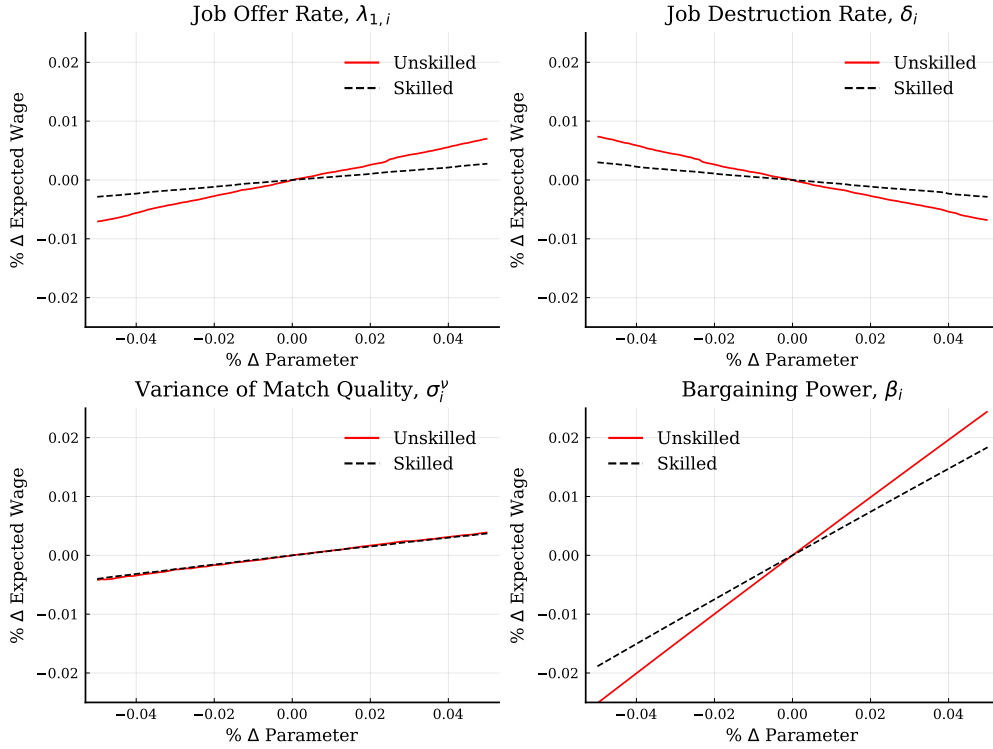 Job Offer Rate, λ₁,ᵢ
0.02
0.01
0.00
−0.01
−0.02
% Δ Expected Wage
Unskilled
Skilled
−0.04 −0.02 0.00 0.02 0.04
% Δ Parameter
Job Destruction Rate, δᵢ
0.02
0.01
0.00
−0.01
−0.02
% Δ Expected Wage
Unskilled
Skilled
−0.04 −0.02 0.00 0.02 0.04
% Δ Parameter
Variance of Match Quality, σᵢᵛ
0.02
0.01
0.00
−0.01
−0.02
% Δ Expected Wage
Unskilled
Skilled
−0.04 −0.02 0.00 0.02 0.04
% Δ Parameter
Bargaining Power, βᵢ
0.02
0.01
0.00
−0.01
−0.02
% Δ Expected Wage
Unskilled
Skilled
−0.04 −0.02 0.00 0.02 0.04
% Δ Parameter